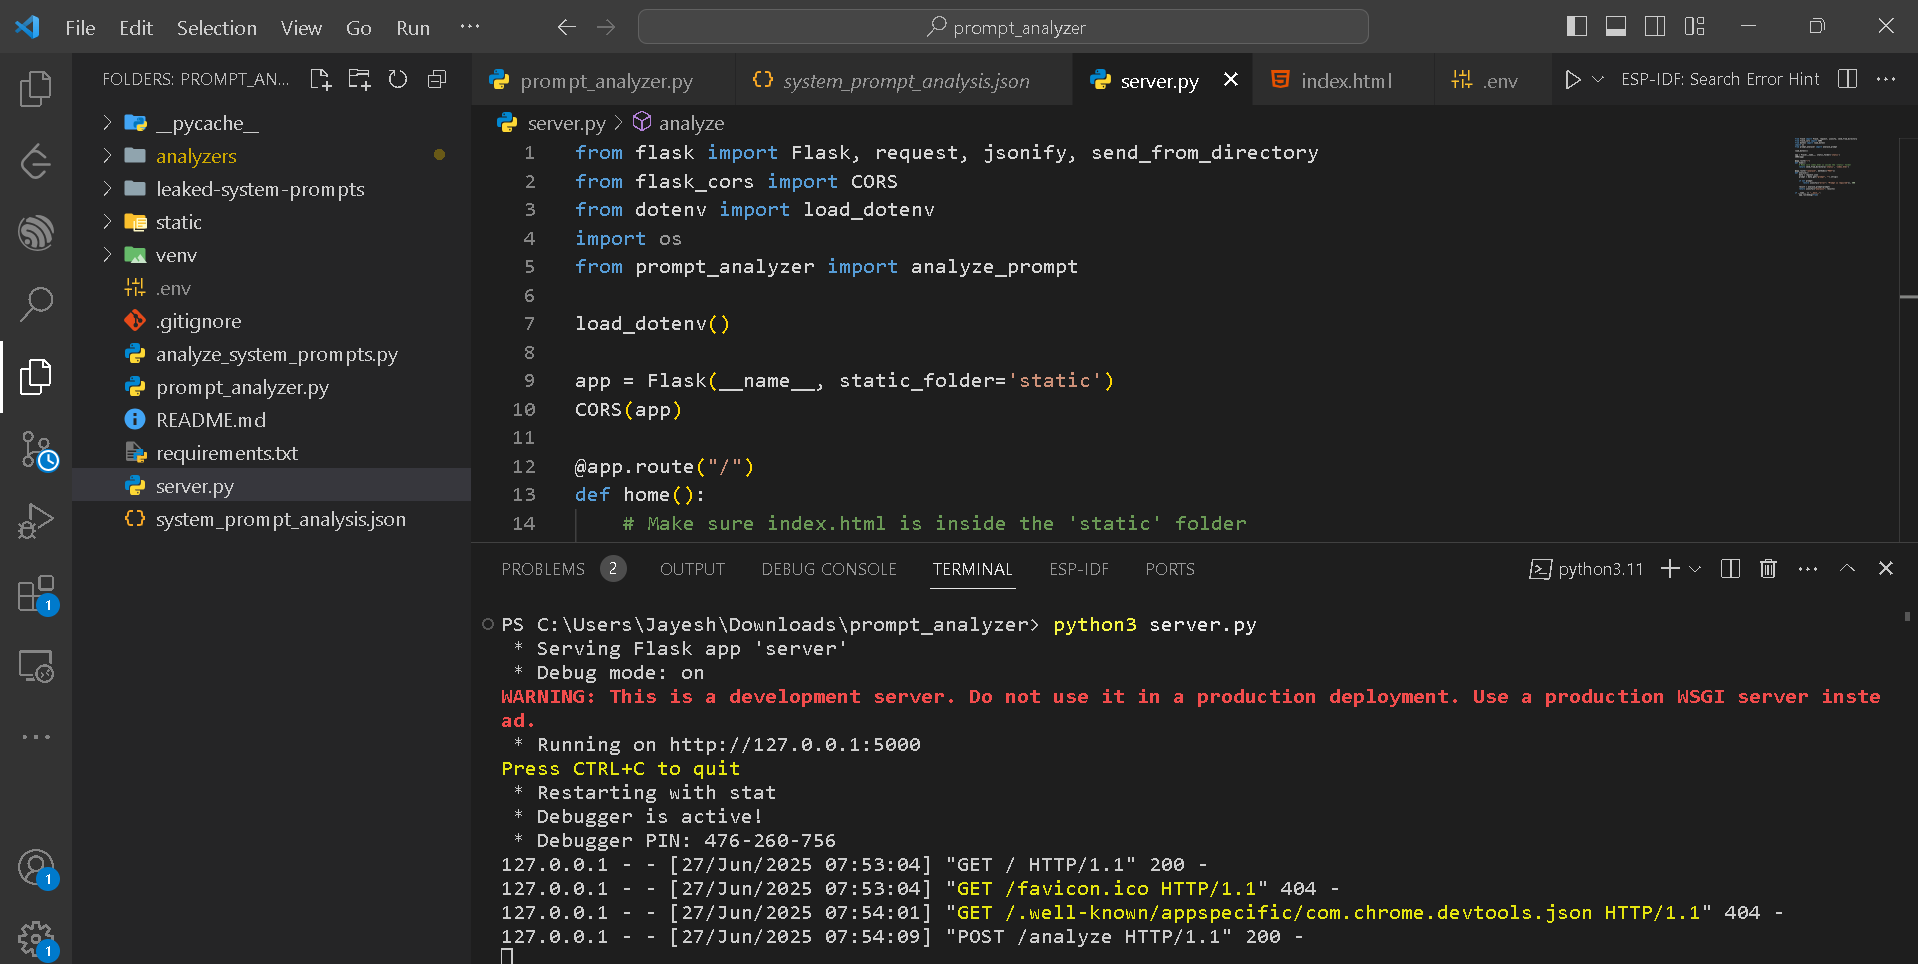 File Edit Selection View Go Run ···
prompt_analyzer
FOLDERS: PROMPT_AN...
prompt_analyzer.py
system_prompt_analysis.json
server.py
index.html
.env
ESP-IDF: Search Error Hint
__pycache__
analyzers
leaked-system-prompts
static
venv
.env
.gitignore
analyze_system_prompts.py
prompt_analyzer.py
README.md
requirements.txt
server.py
system_prompt_analysis.json
1
1
1
server.py > analyze
1 from flask import Flask, request, jsonify, send_from_directory
2 from flask_cors import CORS
3 from dotenv import load_dotenv
4 import os
5 from prompt_analyzer import analyze_prompt
6
7 load_dotenv()
8
9 app = Flask(__name__, static_folder='static')
10 CORS(app)
11
12 @app.route("/")
13 def home():
14 # Make sure index.html is inside the 'static' folder
PROBLEMS 2 OUTPUT DEBUG CONSOLE TERMINAL ESP-IDF PORTS
python3.11
PS C:\Users\Jayesh\Downloads\prompt_analyzer> python3 server.py
* Serving Flask app 'server'
* Debug mode: on
WARNING: This is a development server. Do not use it in a production deployment. Use a production WSGI server inste
ad.
* Running on http://127.0.0.1:5000
Press CTRL+C to quit
* Restarting with stat
* Debugger is active!
* Debugger PIN: 476-260-756
127.0.0.1 - - [27/Jun/2025 07:53:04] "GET / HTTP/1.1" 200 -
127.0.0.1 - - [27/Jun/2025 07:53:04] "GET /favicon.ico HTTP/1.1" 404 -
127.0.0.1 - - [27/Jun/2025 07:54:01] "GET /.well-known/appspecific/com.chrome.devtools.json HTTP/1.1" 404 -
127.0.0.1 - - [27/Jun/2025 07:54:09] "POST /analyze HTTP/1.1" 200 -